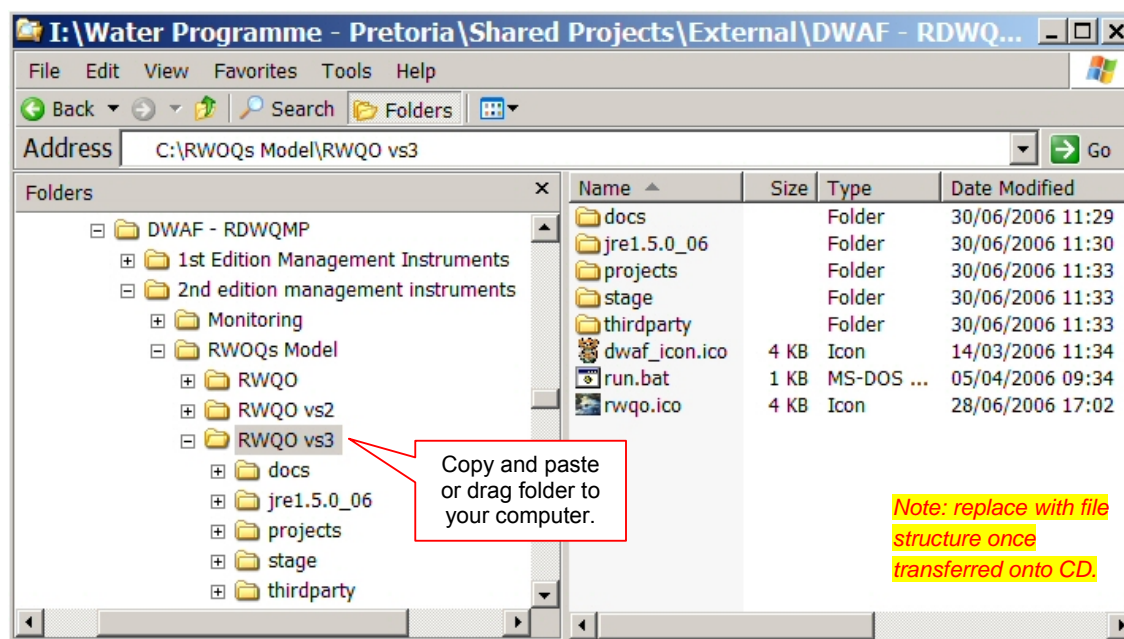 I:\Water Programme - Pretoria\Shared Projects\External\DWAF - RDWQ...
File Edit View Favorites Tools Help
Back Search Folders
Address C:\RWOQs Model\RWQO vs3 Go
Folders
DWAF - RDWQMP
1st Edition Management Instruments
2nd edition management instruments
Monitoring
RWOQs Model
RWQO
RWQO vs2
RWQO vs3
docs
jre1.5.0_06
projects
stage
thirdparty
Copy and paste
or drag folder to
your computer.
Name Size Type Date Modified
docs Folder 30/06/2006 11:29
jre1.5.0_06 Folder 30/06/2006 11:30
projects Folder 30/06/2006 11:33
stage Folder 30/06/2006 11:33
thirdparty Folder 30/06/2006 11:33
dwaf_icon.ico 4 KB Icon 14/03/2006 11:34
run.bat 1 KB MS-DOS ... 05/04/2006 09:34
rwqo.ico 4 KB Icon 28/06/2006 17:02
Note: replace with file
structure once
transferred onto CD.